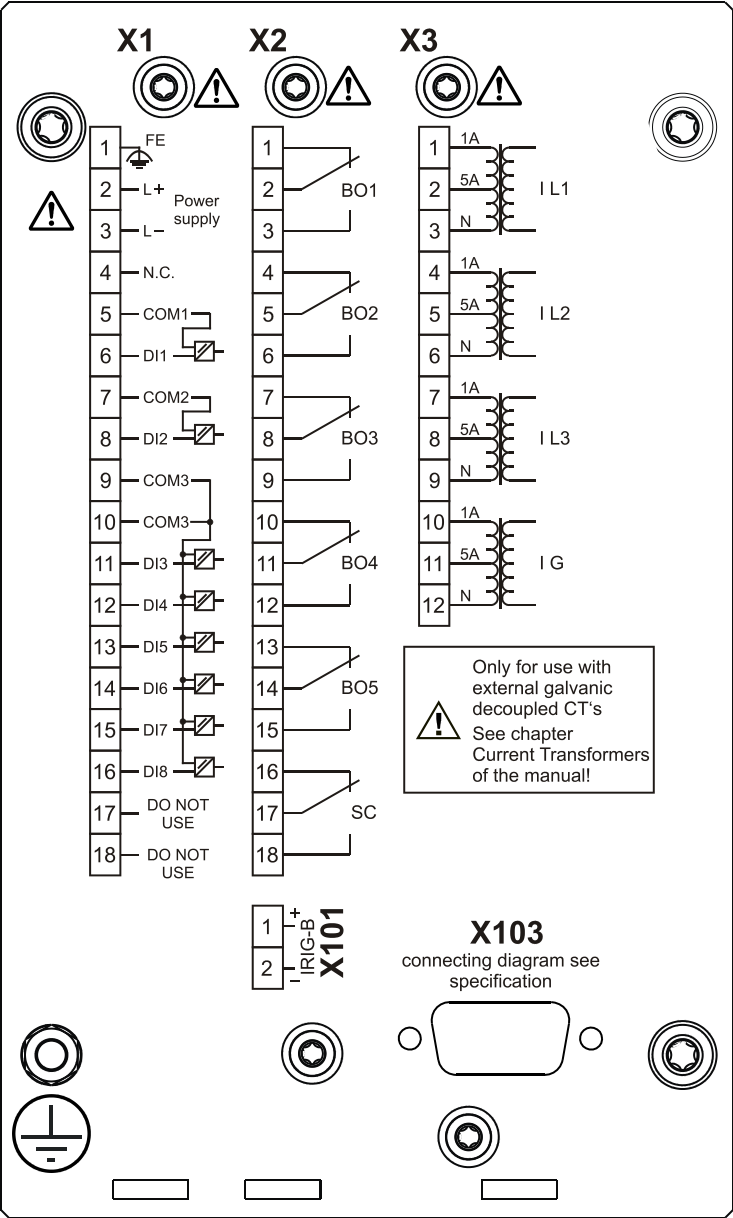 X1
X2
X3
1 FE
2 L+ Power
supply
3 L−
4 N.C.
5 COM1
6 DI1
7 COM2
8 DI2
9 COM3
10 COM3
11 DI3
12 DI4
13 DI5
14 DI6
15 DI7
16 DI8
17 DO NOT
USE
18 DO NOT
USE
1
2 BO1
3
4
5 BO2
6
7
8 BO3
9
10
11 BO4
12
13
14 BO5
15
16
17 SC
18
1 1A
2 5A I L1
3 N
4 1A
5 5A I L2
6 N
7 1A
8 5A I L3
9 N
10 1A
11 5A I G
12 N
Only for use with
external galvanic
decoupled CT‘s
See chapter
Current Transformers
of the manual!
1 +
2 −
IRIG-B
X101
X103
connecting diagram see
specification